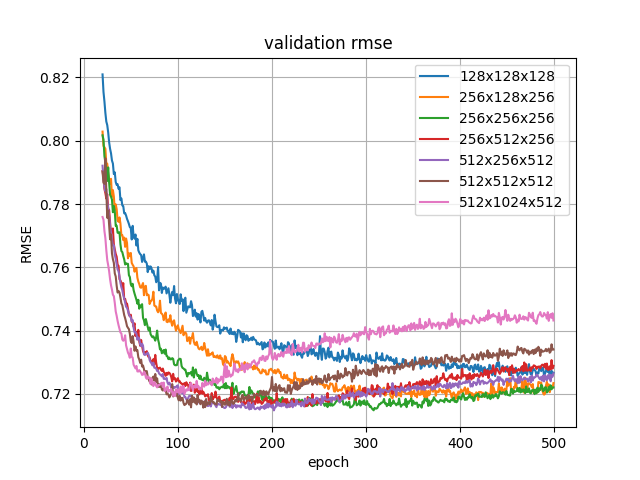 validation rmse
RMSE
0.82
0.80
0.78
0.76
0.74
0.72
128x128x128
256x128x256
256x256x256
256x512x256
512x256x512
512x512x512
512x1024x512
0
100
200
300
400
500
epoch